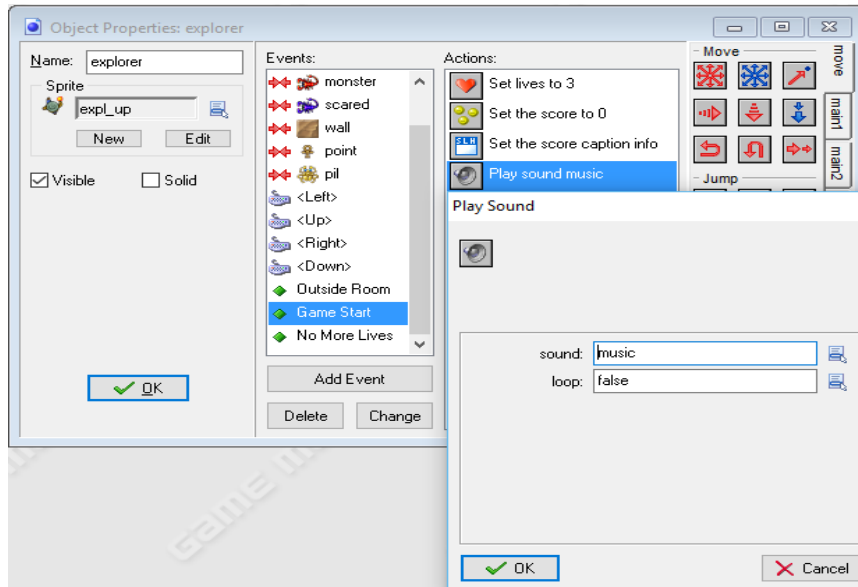 Object Properties: explorer
Name: explorer
Sprite
expl_up
New Edit
Visible Solid
OK
Events:
monster
scared
wall
point
pil
<Left>
<Up>
<Right>
<Down>
Outside Room
Game Start
No More Lives
Add Event
Delete Change
Actions:
Set lives to 3
Set the score to 0
SLH
Set the score caption info
Play sound music
Move
Jump
move
main1
main2
Play Sound
sound: music
loop: false
OK Cancel